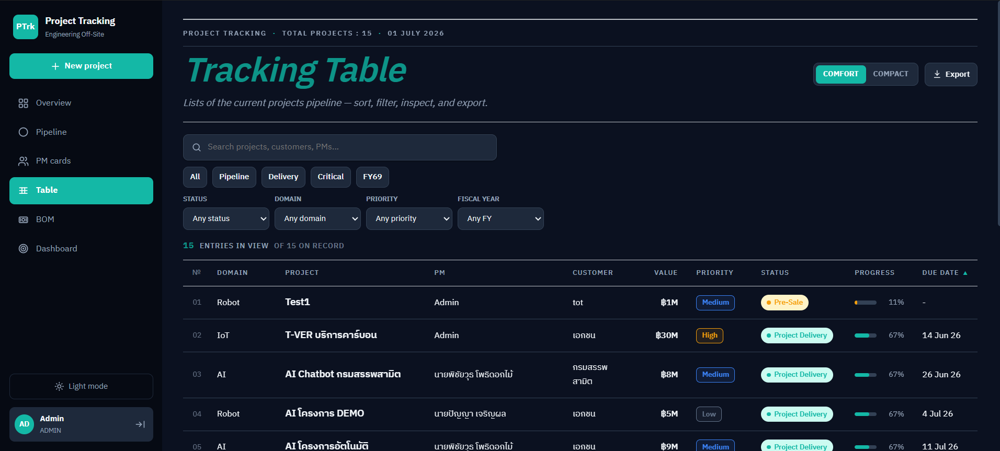 PTrk
Project Tracking
Engineering Off-Site
+ New project
Overview
Pipeline
PM cards
Table
BOM
Dashboard
Light mode
AD
Admin
ADMIN
PROJECT TRACKING · TOTAL PROJECTS : 15 · 01 JULY 2026
Tracking Table
Lists of the current projects pipeline — sort, filter, inspect, and export.
COMFORT COMPACT Export
Search projects, customers, PMs...
All Pipeline Delivery Critical FY69
STATUS DOMAIN PRIORITY FISCAL YEAR
Any status Any domain Any priority Any FY
15 ENTRIES IN VIEW OF 15 ON RECORD
№ DOMAIN PROJECT PM CUSTOMER VALUE PRIORITY STATUS PROGRESS DUE DATE ▲
01 Robot Test1 Admin tot ฿1M Medium Pre-Sale 11% -
02 IoT T-VER บริการคาร์บอน Admin เอกชน ฿30M High Project Delivery 67% 14 Jun 26
03 AI AI Chatbot กรมสรรพสามิต นายพิชัยวุธ โพธิดอกไม้ กรมสรรพ
สามิต ฿8M Medium Project Delivery 67% 26 Jun 26
04 Robot AI โครงการ DEMO นายปัญญา เจริญผล เอกชน ฿5M Low Project Delivery 67% 4 Jul 26
05 AI AI โครงการอัตโนมัติ นายพิชัยวุธ โพธิดอกไม้ เอกชน ฿9M Medium Project Delivery 67% 11 Jul 26